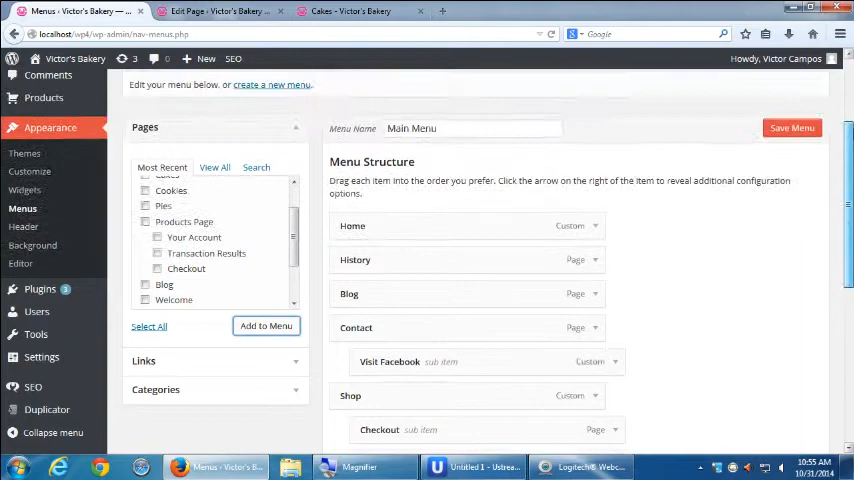 Menus ‹ Victor's Bakery — ...
Edit Page ‹ Victor's Bakery ...
Cakes - Victor's Bakery
localhost/wp4/wp-admin/nav-menus.php
Google
Victor's Bakery
3
0
New
SEO
Howdy, Victor Campos
Comments
Products
Appearance
Themes
Customize
Widgets
Menus
Header
Background
Editor
Plugins 3
Users
Tools
Settings
SEO
Duplicator
Collapse menu
Edit your menu below, or create a new menu.
Pages
Most Recent
View All
Search
Cakes
Cookies
Pies
Products Page
Your Account
Transaction Results
Checkout
Blog
Welcome
Select All
Add to Menu
Links
Categories
Menu Name
Main Menu
Save Menu
Menu Structure
Drag each item into the order you prefer. Click the arrow on the right of the item to reveal additional configuration
options.
Home Custom
History Page
Blog Page
Contact Page
Visit Facebook sub item Custom
Shop Custom
Checkout sub item Page
Menus ‹ Victor's B...
Magnifier
Untitled 1 - Ustrea...
Logitech® Webc...
10:55 AM
10/31/2014